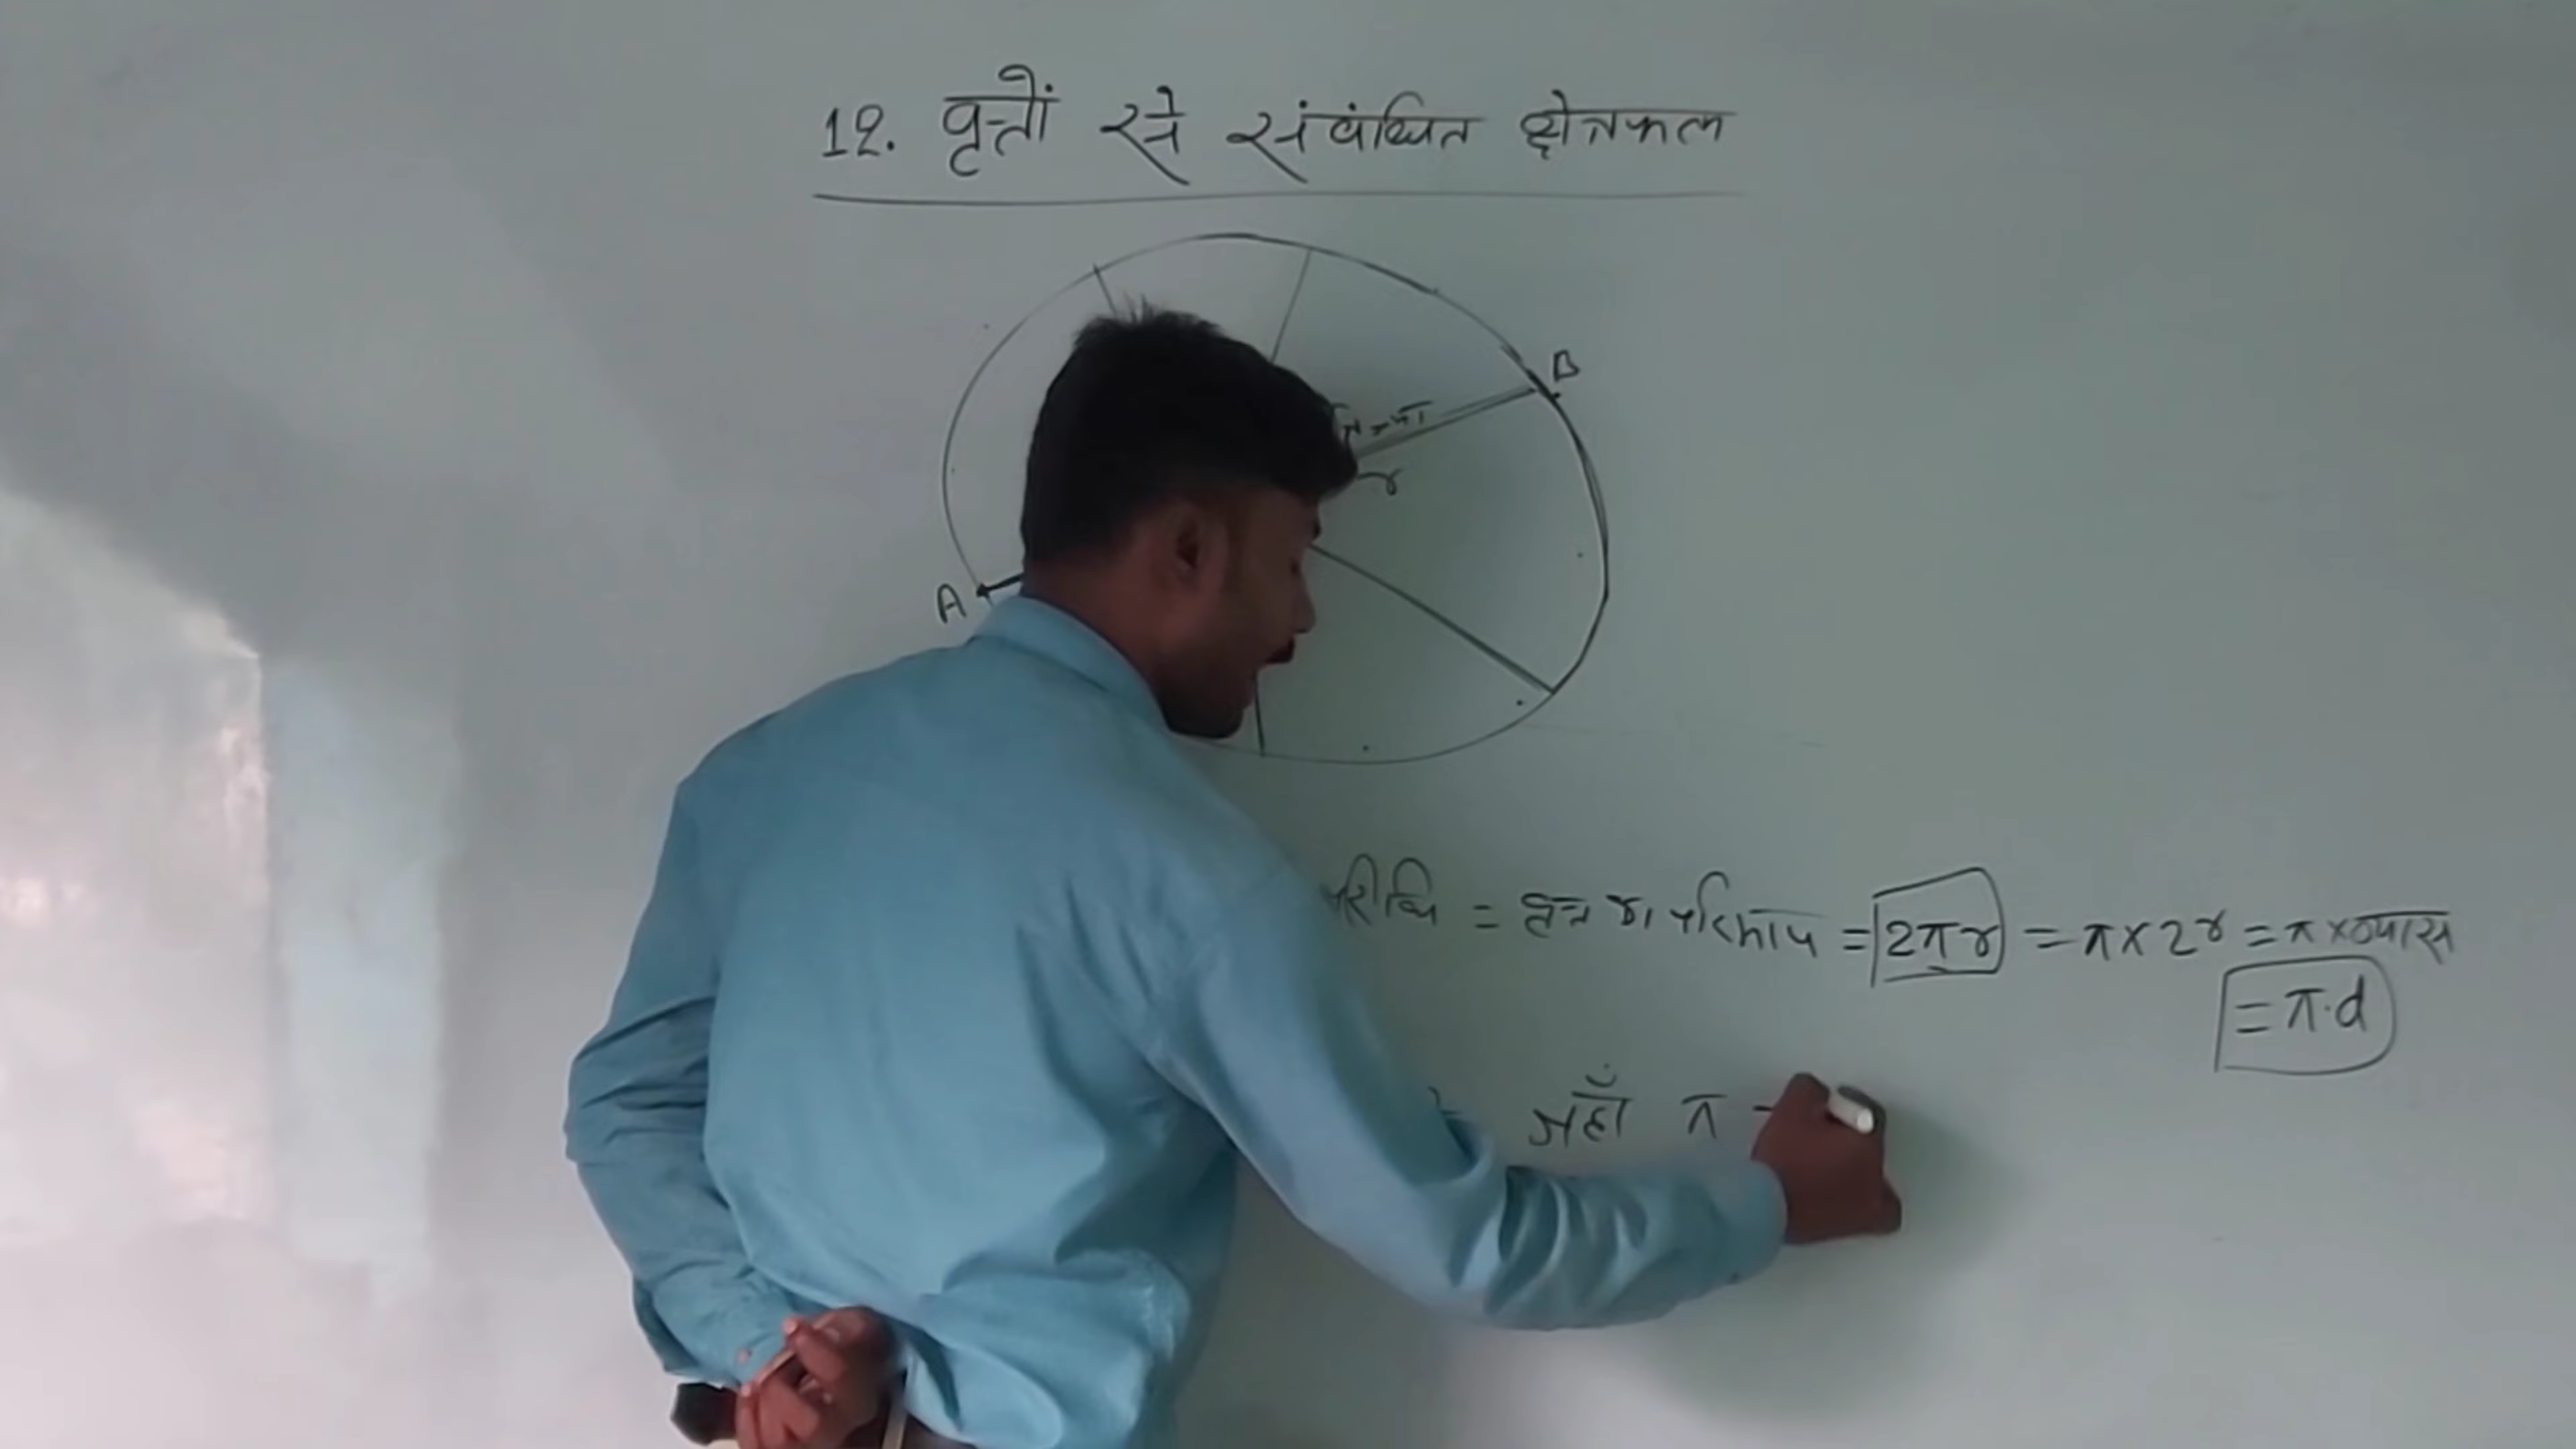 12. वृत्तों से संबंधित क्षेत्रफल
B
r
A
परिधि = वृत्त का परिमाप = 2πr = π×2r = π×व्यास
= π.d
जहाँ π